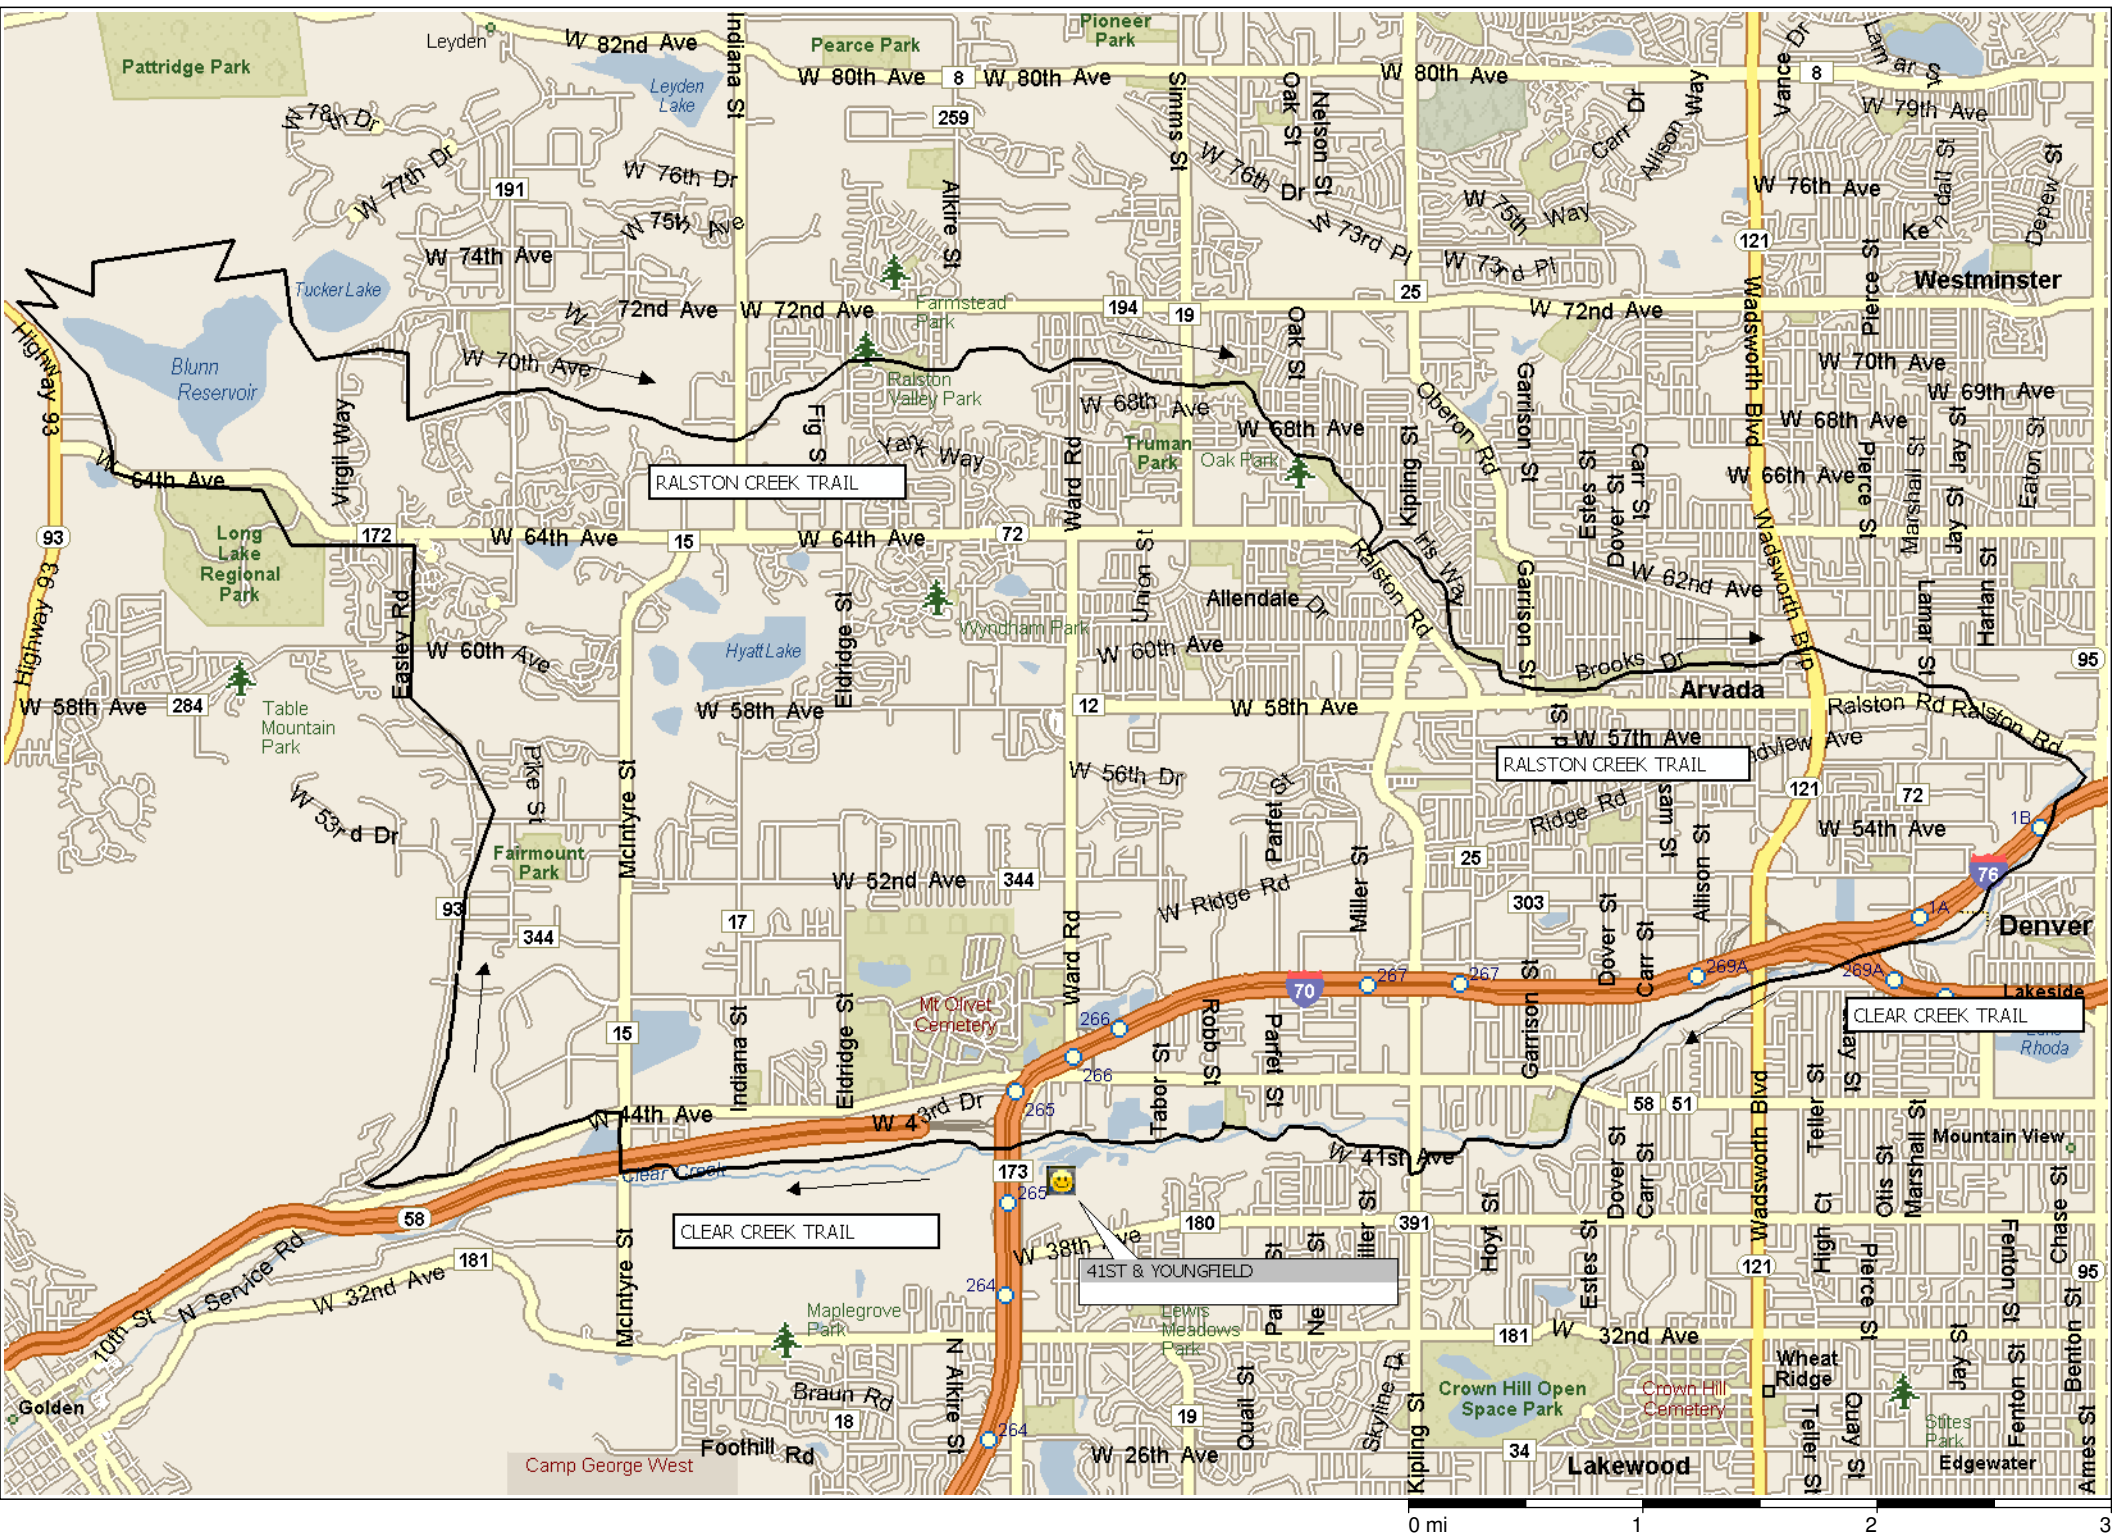 Pattridge Park
Leyden
W 82nd Ave
Indiana St
Pearce Park
Pioneer
Park
W 80th Ave
8
W 80th Ave
W 80th Ave
8
Vance Dr
Lamar St
Leyden
Lake
W 78th Dr
259
Simms St
Oak St
Nelson St
Carr Dr
Allison Way
W 79th Ave
W 77th Dr
191
W 76th Dr
W 76th Dr
W 76th Ave
Kendall St
Depew St
W 75th Ave
Alkire St
W 75th Way
W 74th Ave
W 73rd Pl
W 73rd Pl
121
Pierce St
Westminster
Tucker Lake
W 72nd Ave
W 72nd Ave
Farmstead
Park
194
19
25
W 72nd Ave
Highway 93
Blunn
Reservoir
W 70th Ave
Ralston
Valley Park
Oak St
Oberon Rd
Garrison St
Wadsworth Blvd
W 70th Ave
W 69th Ave
Virgil Way
Fig St
Yark Way
W 68th Ave
Truman
Park
W 68th Ave
Oak Park
Kipling St
W 68th Ave
W 66th Ave
Pierce St
Marshall St
Jay St
Jay St
Eaton St
W 64th Ave
RALSTON CREEK TRAIL
Ward Rd
Estes St
Dover St
Carr St
93
Long
Lake
Regional
Park
172
W 64th Ave
15
W 64th Ave
72
Union St
Ralston Rd
Iris Way
Garrison St
W 62nd Ave
Wadsworth Byp
Lamar St
Harlan St
Highway 93
Easley Rd
W 60th Ave
Hyatt Lake
Eldridge St
Wyndham Park
Allendale Dr
W 60th Ave
Brooks Dr
Arvada
95
W 58th Ave
284
Table
Mountain
Park
W 58th Ave
12
W 58th Ave
W 57th Ave
Ralston Rd
Ralston Rd
RALSTON CREEK TRAIL
W 56th Dr
Parfet St
Ridge Rd
121
72
W 53rd Dr
Pike St
McIntyre St
W 54th Ave
1B
Fairmount
Park
W 52nd Ave
344
W Ridge Rd
Miller St
25
Allison St
76
93
344
17
Ward Rd
303
Dover St
Carr St
1A
Denver
Mt Olivet
Cemetery
70
267
267
269A
269A
Lakeside
CLEAR CREEK TRAIL
Rhoda
15
Indiana St
Eldridge St
266
266
Tabor St
Robb St
Parfet St
Garrison St
W 44th Ave
W 43rd Dr
265
58
51
Wadsworth Blvd
Teller St
Marshall St
Mountain View
Clear Creek
173
265
W 41st Ave
Dover St
Carr St
Otis St
Chase St
58
CLEAR CREEK TRAIL
180
391
Hoyt St
Estes St
High Ct
Pierce St
Fenton St
N Service Rd
181
McIntyre St
W 38th Ave
41ST & YOUNGFIELD
121
95
10th St
W 32nd Ave
264
Maplegrove
Park
Lewis
Meadows
Park
181
W 32nd Ave
Jay St
Benton St
Golden
Braun Rd
18
N Alkire St
264
19
Quail St
Skyline Dr
Kipling St
Crown Hill Open
Space Park
Crown Hill
Cemetery
Wheat
Ridge
Teller St
Quay St
Stites
Park
Fenton St
Ames St
Foothill Rd
Camp George West
W 26th Ave
34
Lakewood
Edgewater
0 mi 1 2 3